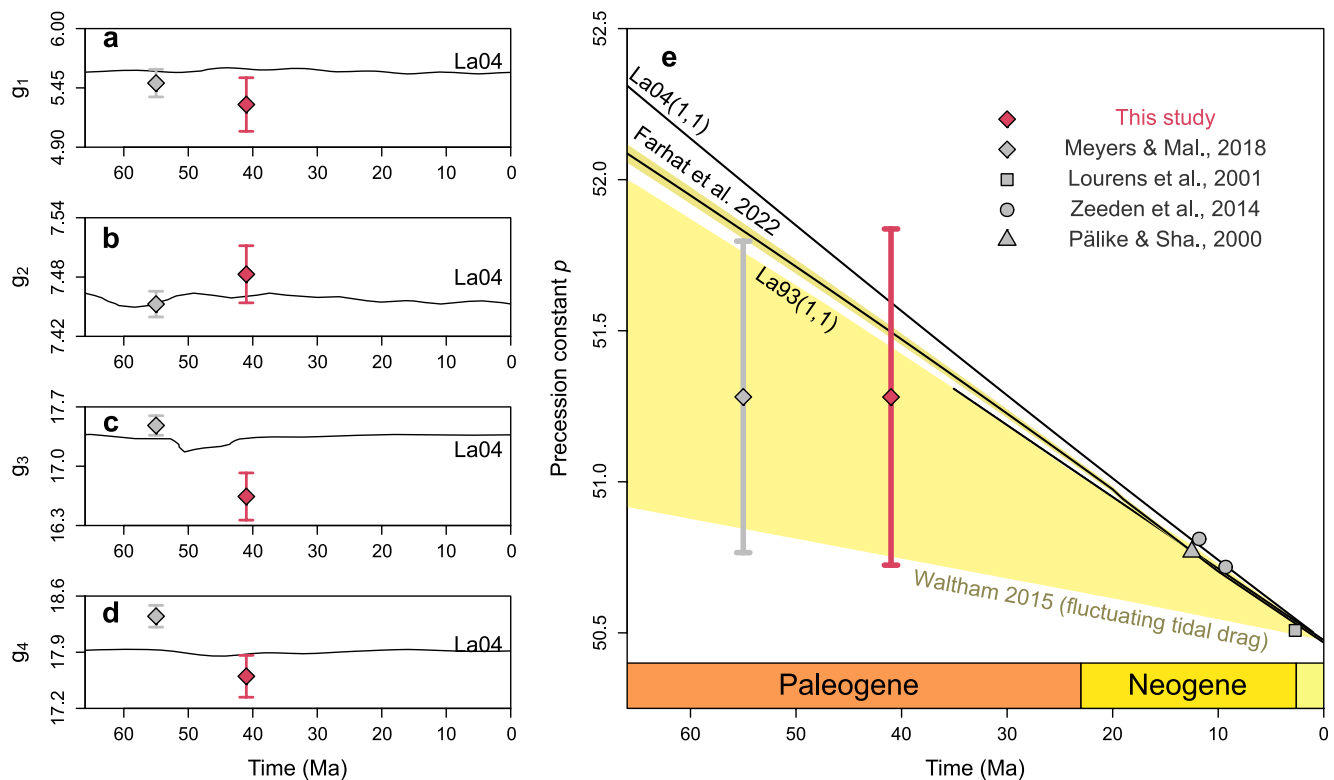 a
La04
g1
6.00
5.45
4.90
60 50 40 30 20 10 0
b
La04
g2
7.54
7.48
7.42
60 50 40 30 20 10 0
c
La04
g3
17.7
17.0
16.3
60 50 40 30 20 10 0
d
La04
g4
18.6
17.9
17.2
60 50 40 30 20 10 0
Time (Ma)
e
Precession constant p
52.5
52.0
51.5
51.0
50.5
La04(1,1)
Farhat et al. 2022
La93(1,1)
Waltham 2015 (fluctuating tidal drag)
This study
Meyers & Mal., 2018
Lourens et al., 2001
Zeeden et al., 2014
Pälike & Sha., 2000
Paleogene
Neogene
60 50 40 30 20 10 0
Time (Ma)